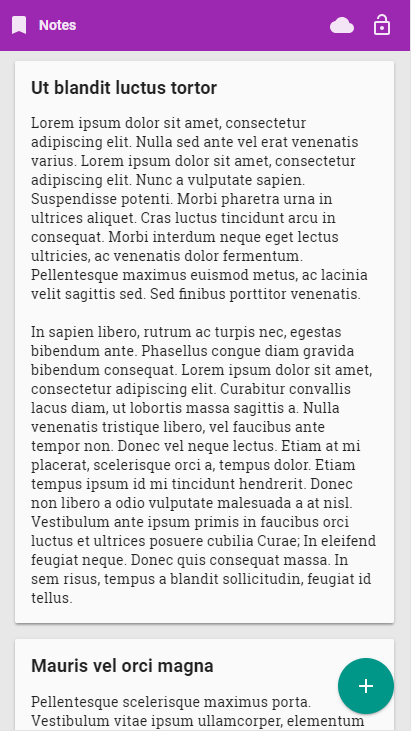 Notes
Ut blandit luctus tortor
Lorem ipsum dolor sit amet, consectetur
adipiscing elit. Nulla sed ante vel erat venenatis
varius. Lorem ipsum dolor sit amet, consectetur
adipiscing elit. Nunc a vulputate sapien.
Suspendisse potenti. Morbi pharetra urna in
ultrices aliquet. Cras luctus tincidunt arcu in
consequat. Morbi interdum neque eget lectus
ultricies, ac venenatis dolor fermentum.
Pellentesque maximus euismod metus, ac lacinia
velit sagittis sed. Sed finibus porttitor venenatis.
In sapien libero, rutrum ac turpis nec, egestas
bibendum ante. Phasellus congue diam gravida
bibendum consequat. Lorem ipsum dolor sit amet,
consectetur adipiscing elit. Curabitur convallis
lacus diam, ut lobortis massa sagittis a. Nulla
venenatis tristique libero, vel faucibus ante
tempor non. Donec vel neque lectus. Etiam at mi
placerat, scelerisque orci a, tempus dolor. Etiam
tempus ipsum id mi tincidunt hendrerit. Donec
non libero a odio vulputate malesuada a at nisl.
Vestibulum ante ipsum primis in faucibus orci
luctus et ultrices posuere cubilia Curae; In eleifend
feugiat neque. Donec quis consequat massa. In
sem risus, tempus a blandit sollicitudin, feugiat id
tellus.
Mauris vel orci magna
Pellentesque scelerisque maximus porta.
Vestibulum vitae ipsum ullamcorper, elementum